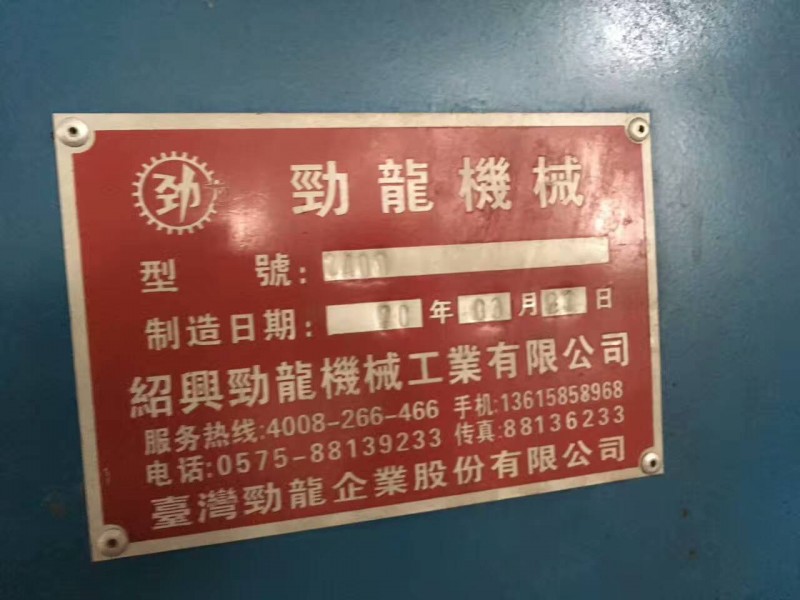 劲 勁龍機械
型 號:
制造日期: 20 年 03 月 日
紹興勁龍機械工業有限公司
服务热线:4008-266-466 手机:13615858968
电话:0575-88139233 传真:88136233
臺灣勁龍企業股份有限公司